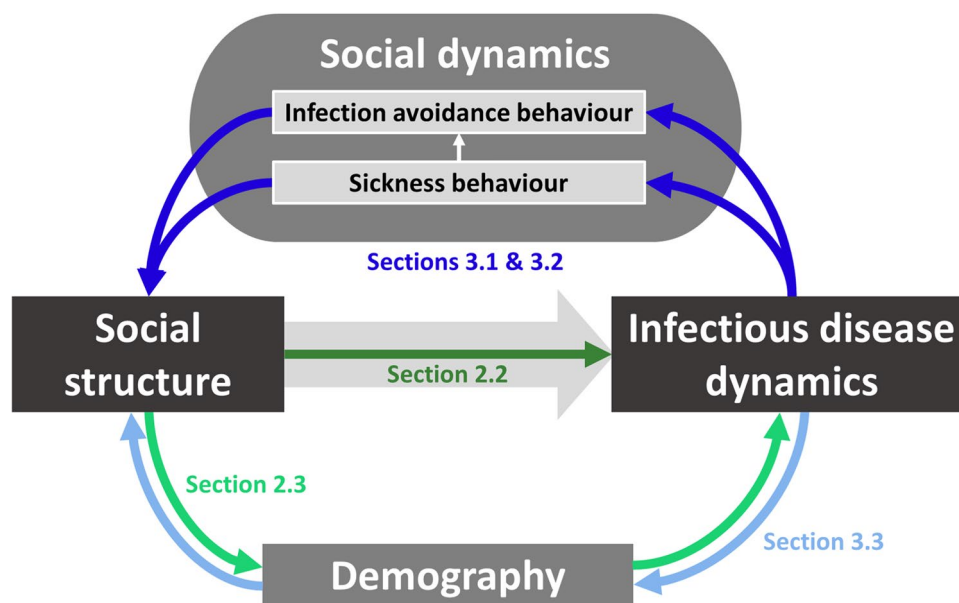 Social dynamics
Infection avoidance behaviour
Sickness behaviour
Sections 3.1 & 3.2
Social
structure
Section 2.2
Infectious disease
dynamics
Section 2.3
Section 3.3
Demography